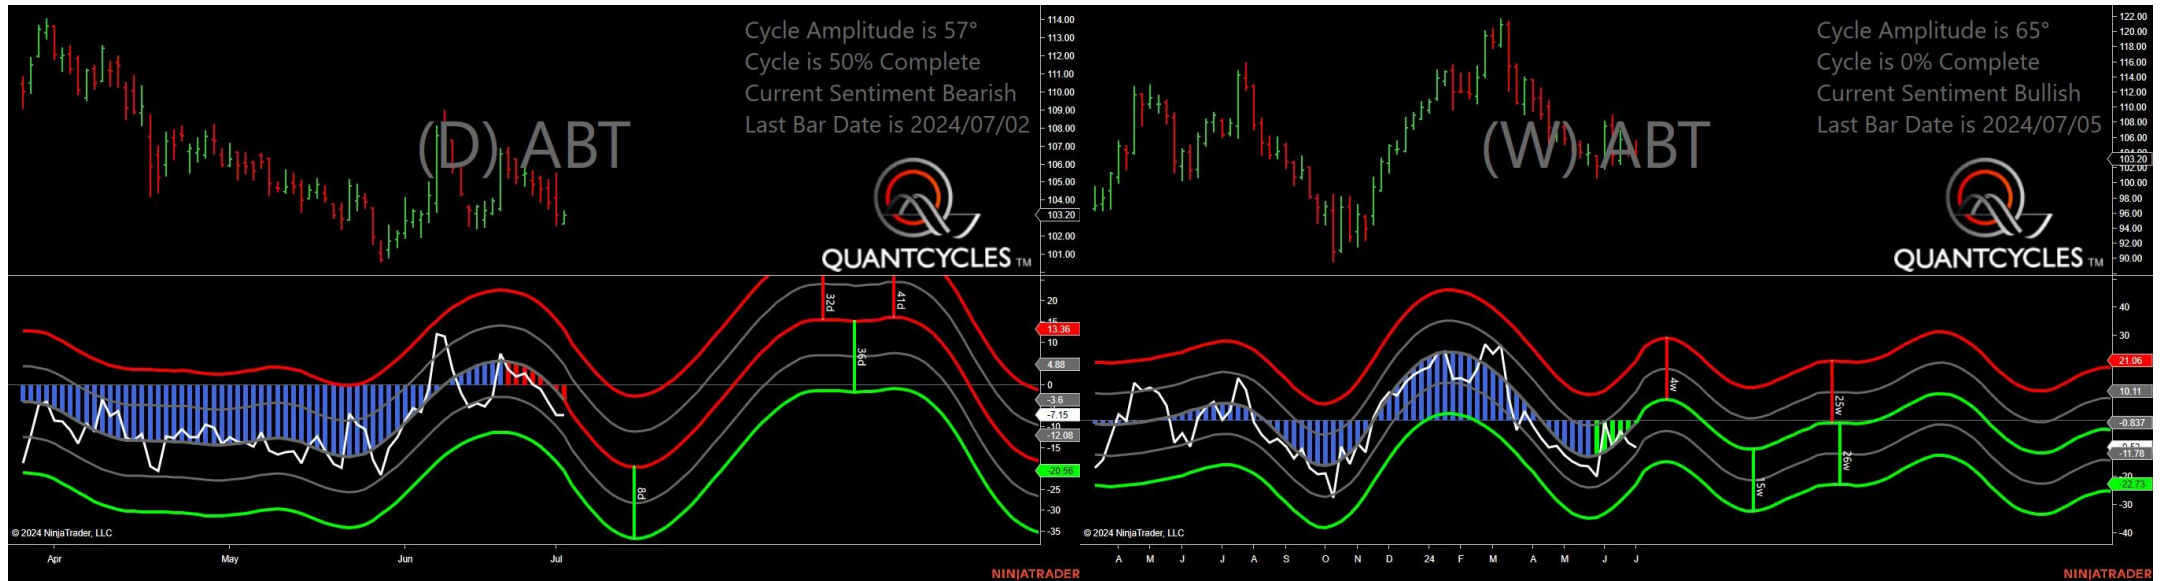 Cycle Amplitude is 57°
Cycle is 50% Complete
Current Sentiment Bearish
Last Bar Date is 2024/07/02
(D) ABT
QUANTCYCLES TM
114.00
113.00
112.00
111.00
110.00
109.00
108.00
107.00
106.00
105.00
104.00
103.20
102.00
101.00
32d
41d
36d
8d
20
15
13.36
10
4.88
0
-3.6
-7.15
-10
-12.08
-15
-20.56
-25
-30
-35
© 2024 NinjaTrader, LLC
Apr May Jun Jul
NINJATRADER
Cycle Amplitude is 65°
Cycle is 0% Complete
Current Sentiment Bullish
Last Bar Date is 2024/07/05
(W) ABT
QUANTCYCLES TM
122.00
120.00
118.00
116.00
114.00
112.00
110.00
108.00
106.00
104.00
103.20
102.00
100.00
98.00
96.00
94.00
92.00
90.00
4w
25w
26w
15w
40
30
21.06
10.11
-0.837
-11.78
-20
-22.73
-30
-40
© 2024 NinjaTrader, LLC
A M J J A S O N D 24 F M A M J J
NINJATRADER